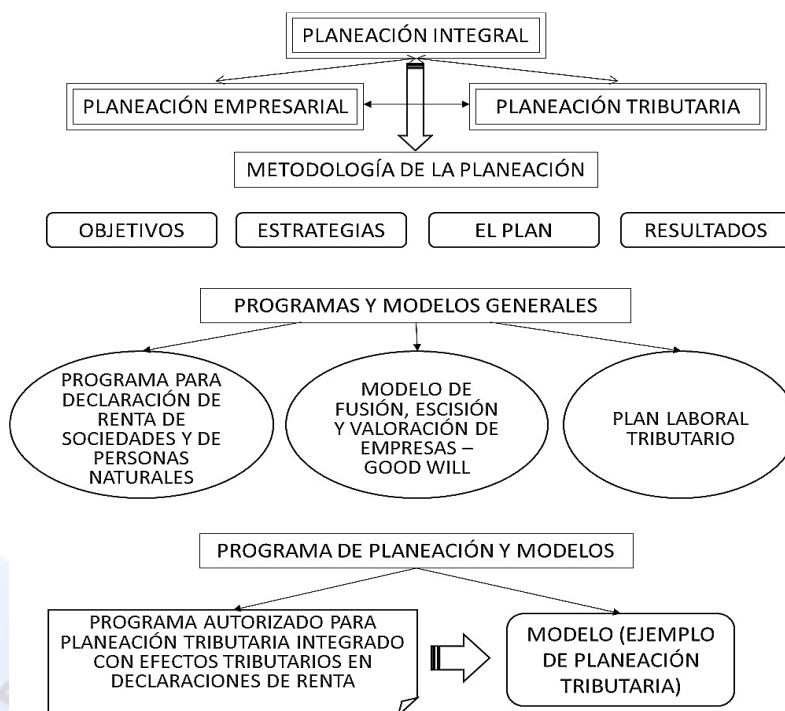 PLANEACIÓN INTEGRAL
PLANEACIÓN EMPRESARIAL
PLANEACIÓN TRIBUTARIA
METODOLOGÍA DE LA PLANEACIÓN
OBJETIVOS
ESTRATEGIAS
EL PLAN
RESULTADOS
PROGRAMAS Y MODELOS GENERALES
PROGRAMA PARA
DECLARACIÓN DE
RENTA DE
SOCIEDADES Y DE
PERSONAS
NATURALES
MODELO DE
FUSIÓN, ESCISIÓN
Y VALORACIÓN DE
EMPRESAS –
GOOD WILL
PLAN LABORAL
TRIBUTARIO
PROGRAMA DE PLANEACIÓN Y MODELOS
PROGRAMA AUTORIZADO PARA
PLANEACIÓN TRIBUTARIA INTEGRADO
CON EFECTOS TRIBUTARIOS EN
DECLARACIONES DE RENTA
MODELO (EJEMPLO
DE PLANEACIÓN
TRIBUTARIA)